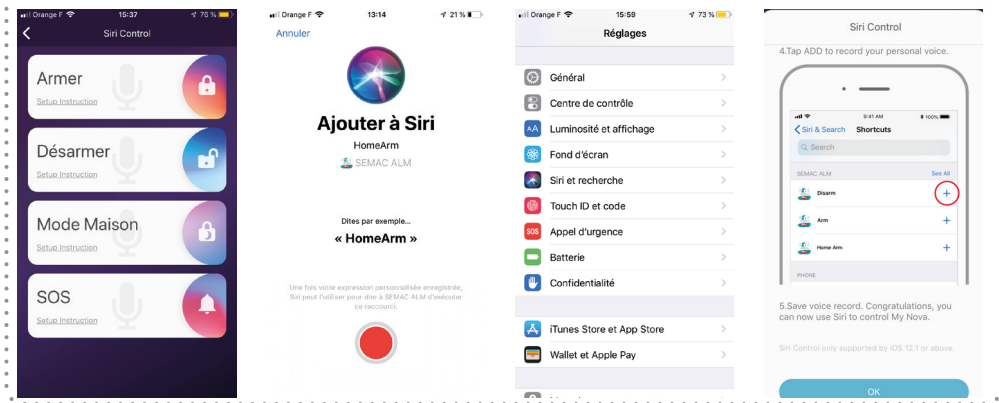 Orange F 15:37 76 %
Siri Control
Armer
Setup Instruction
Désarmer
Setup Instruction
Mode Maison
Setup Instruction
SOS
Setup Instruction
Orange F 13:14 21 %
Annuler
Ajouter à Siri
HomeArm
SEMAC ALM
Dites par exemple...
« HomeArm »
Une fois votre expression personnalisée enregistrée,
Siri peut l'utiliser pour dire à SEMAC ALM d'exécuter
ce raccourci.
Orange F 15:59 73 %
Réglages
Général
Centre de contrôle
AA Luminosité et affichage
Fond d'écran
Siri et recherche
Touch ID et code
SOS Appel d'urgence
Batterie
Confidentialité
iTunes Store et App Store
Wallet et Apple Pay
Siri Control
4.Tap ADD to record your personal voice.
9:41 AM 100%
Siri & Search Shortcuts
Search
SEMAC ALM See All
Disarm +
Arm +
Home Arm +
PHONE
5.Save voice record. Congratulations, you
can now use Siri to control My Nova.
Siri Control only supported by iOS 12.1 or above.
OK